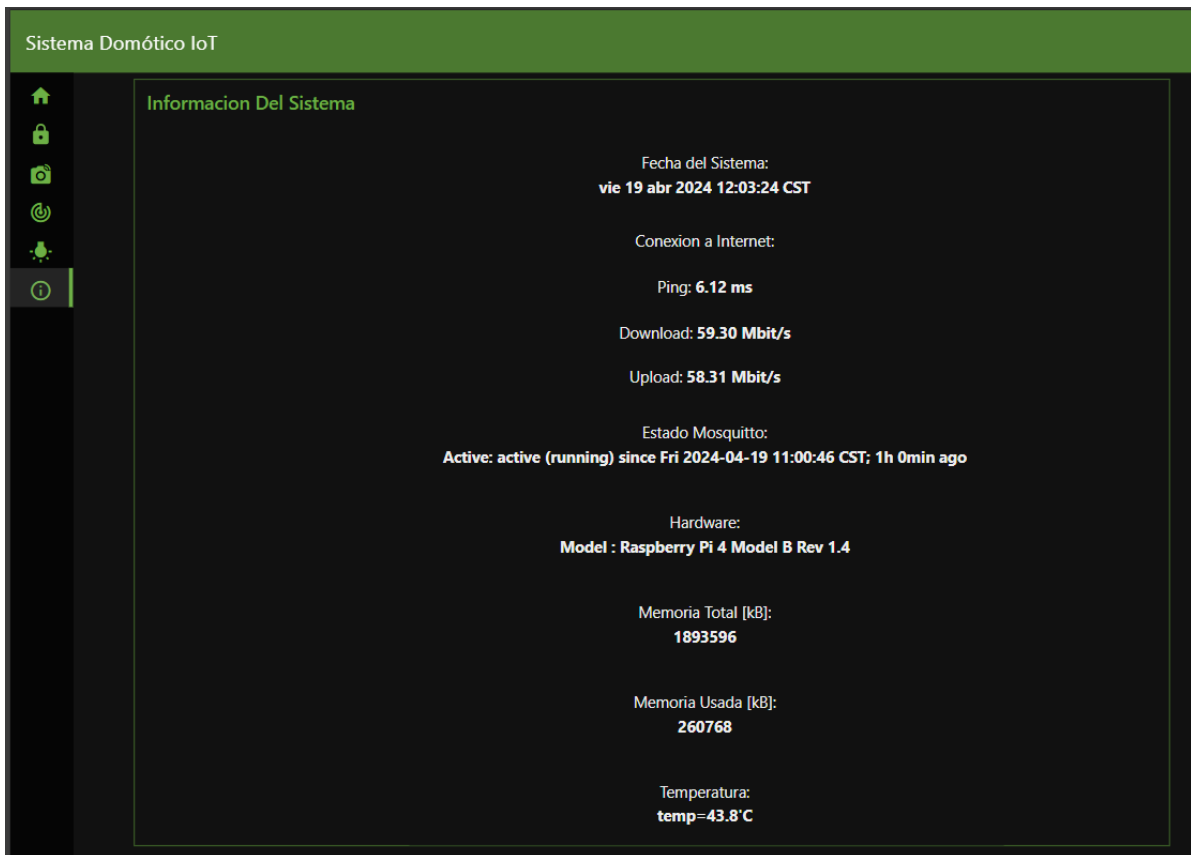 Sistema Domótico IoT
Informacion Del Sistema
Fecha del Sistema:
vie 19 abr 2024 12:03:24 CST
Conexion a Internet:
Ping: 6.12 ms
Download: 59.30 Mbit/s
Upload: 58.31 Mbit/s
Estado Mosquitto:
Active: active (running) since Fri 2024-04-19 11:00:46 CST; 1h 0min ago
Hardware:
Model : Raspberry Pi 4 Model B Rev 1.4
Memoria Total [kB]:
1893596
Memoria Usada [kB]:
260768
Temperatura:
temp=43.8'C